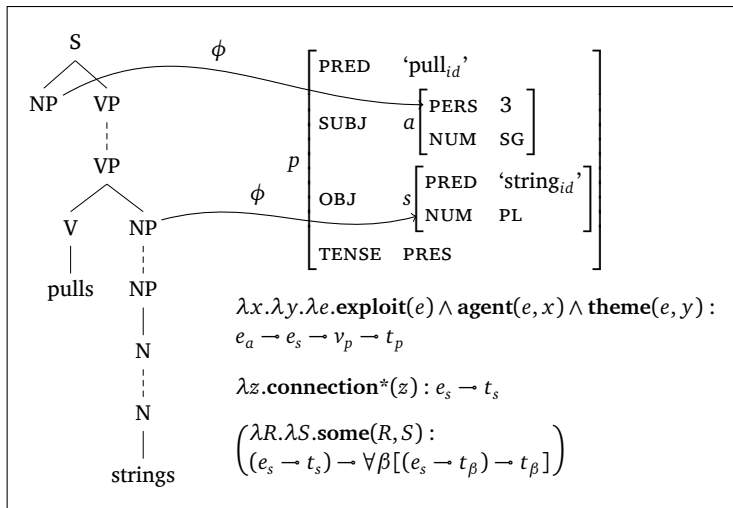 S
ϕ
NP VP
VP
V NP
ϕ
pulls NP
N
N
strings
p
PRED ‘pull_id’
SUBJ a
PERS 3
NUM SG
OBJ s
PRED ‘string_id’
NUM PL
TENSE PRES
λx.λy.λe.exploit(e) ∧ agent(e, x) ∧ theme(e, y) :
e_a ⊸ e_s ⊸ v_p ⊸ t_p
λz.connection*(z) : e_s ⊸ t_s
(λR.λS.some(R, S) :
(e_s ⊸ t_s) ⊸ ∀β[(e_s ⊸ t_β) ⊸ t_β])